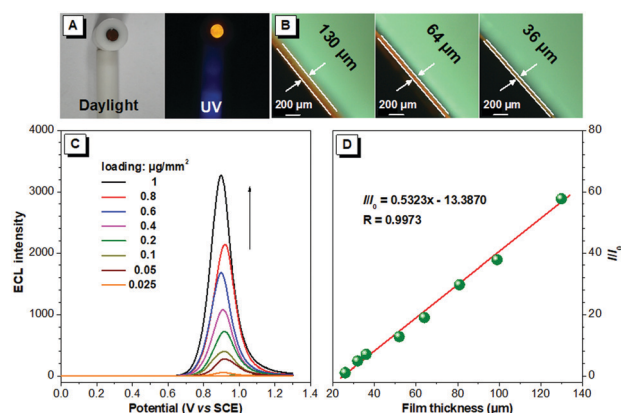 A
Daylight
UV
B
130 µm
200 µm
64 µm
200 µm
36 µm
200 µm
C
loading: µg/mm²
1
0.8
0.6
0.4
0.2
0.1
0.05
0.025
ECL intensity
4000
3000
2000
1000
0
0.4 0.6 0.8 1.0 1.2 1.4
Potential (V vs SCE)
D
I/I₀ = 0.5323x - 13.3870
R = 0.9973
80
60
40
20
0
I/I₀
20 40 60 80 100 120 140
Film thickness (µm)